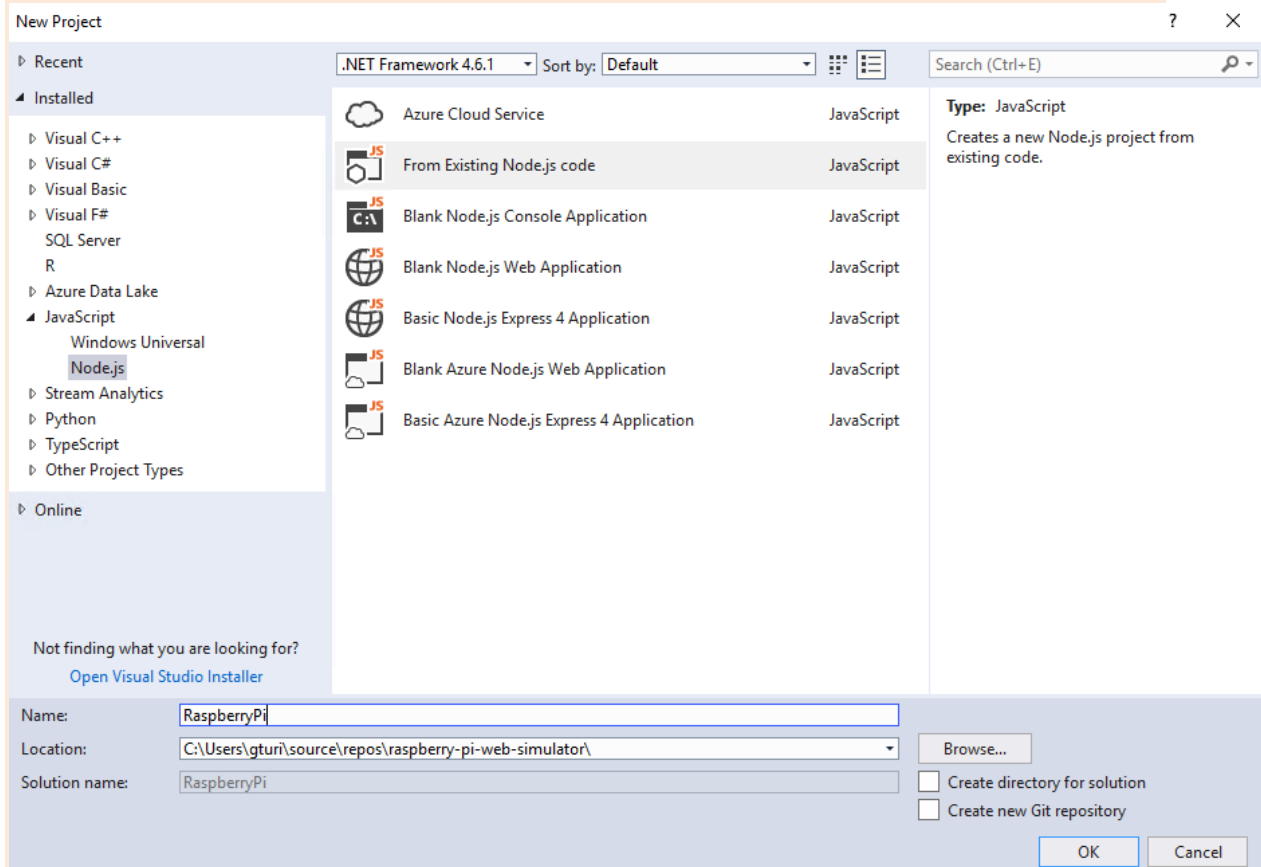 New Project
?
Recent
.NET Framework 4.6.1
Sort by:
Default
Search (Ctrl+E)
Installed
Visual C++
Visual C#
Visual Basic
Visual F#
SQL Server
R
Azure Data Lake
JavaScript
Windows Universal
Node.js
Stream Analytics
Python
TypeScript
Other Project Types
Online
Not finding what you are looking for?
Open Visual Studio Installer
Azure Cloud Service JavaScript
JS From Existing Node.js code JavaScript
JS C:\ Blank Node.js Console Application JavaScript
JS Blank Node.js Web Application JavaScript
JS Basic Node.js Express 4 Application JavaScript
JS Blank Azure Node.js Web Application JavaScript
JS Basic Azure Node.js Express 4 Application JavaScript
Type: JavaScript
Creates a new Node.js project from
existing code.
Name: RaspberryPi
Location: C:\Users\gturi\source\repos\raspberry-pi-web-simulator\ Browse...
Solution name: RaspberryPi
Create directory for solution
Create new Git repository
OK Cancel